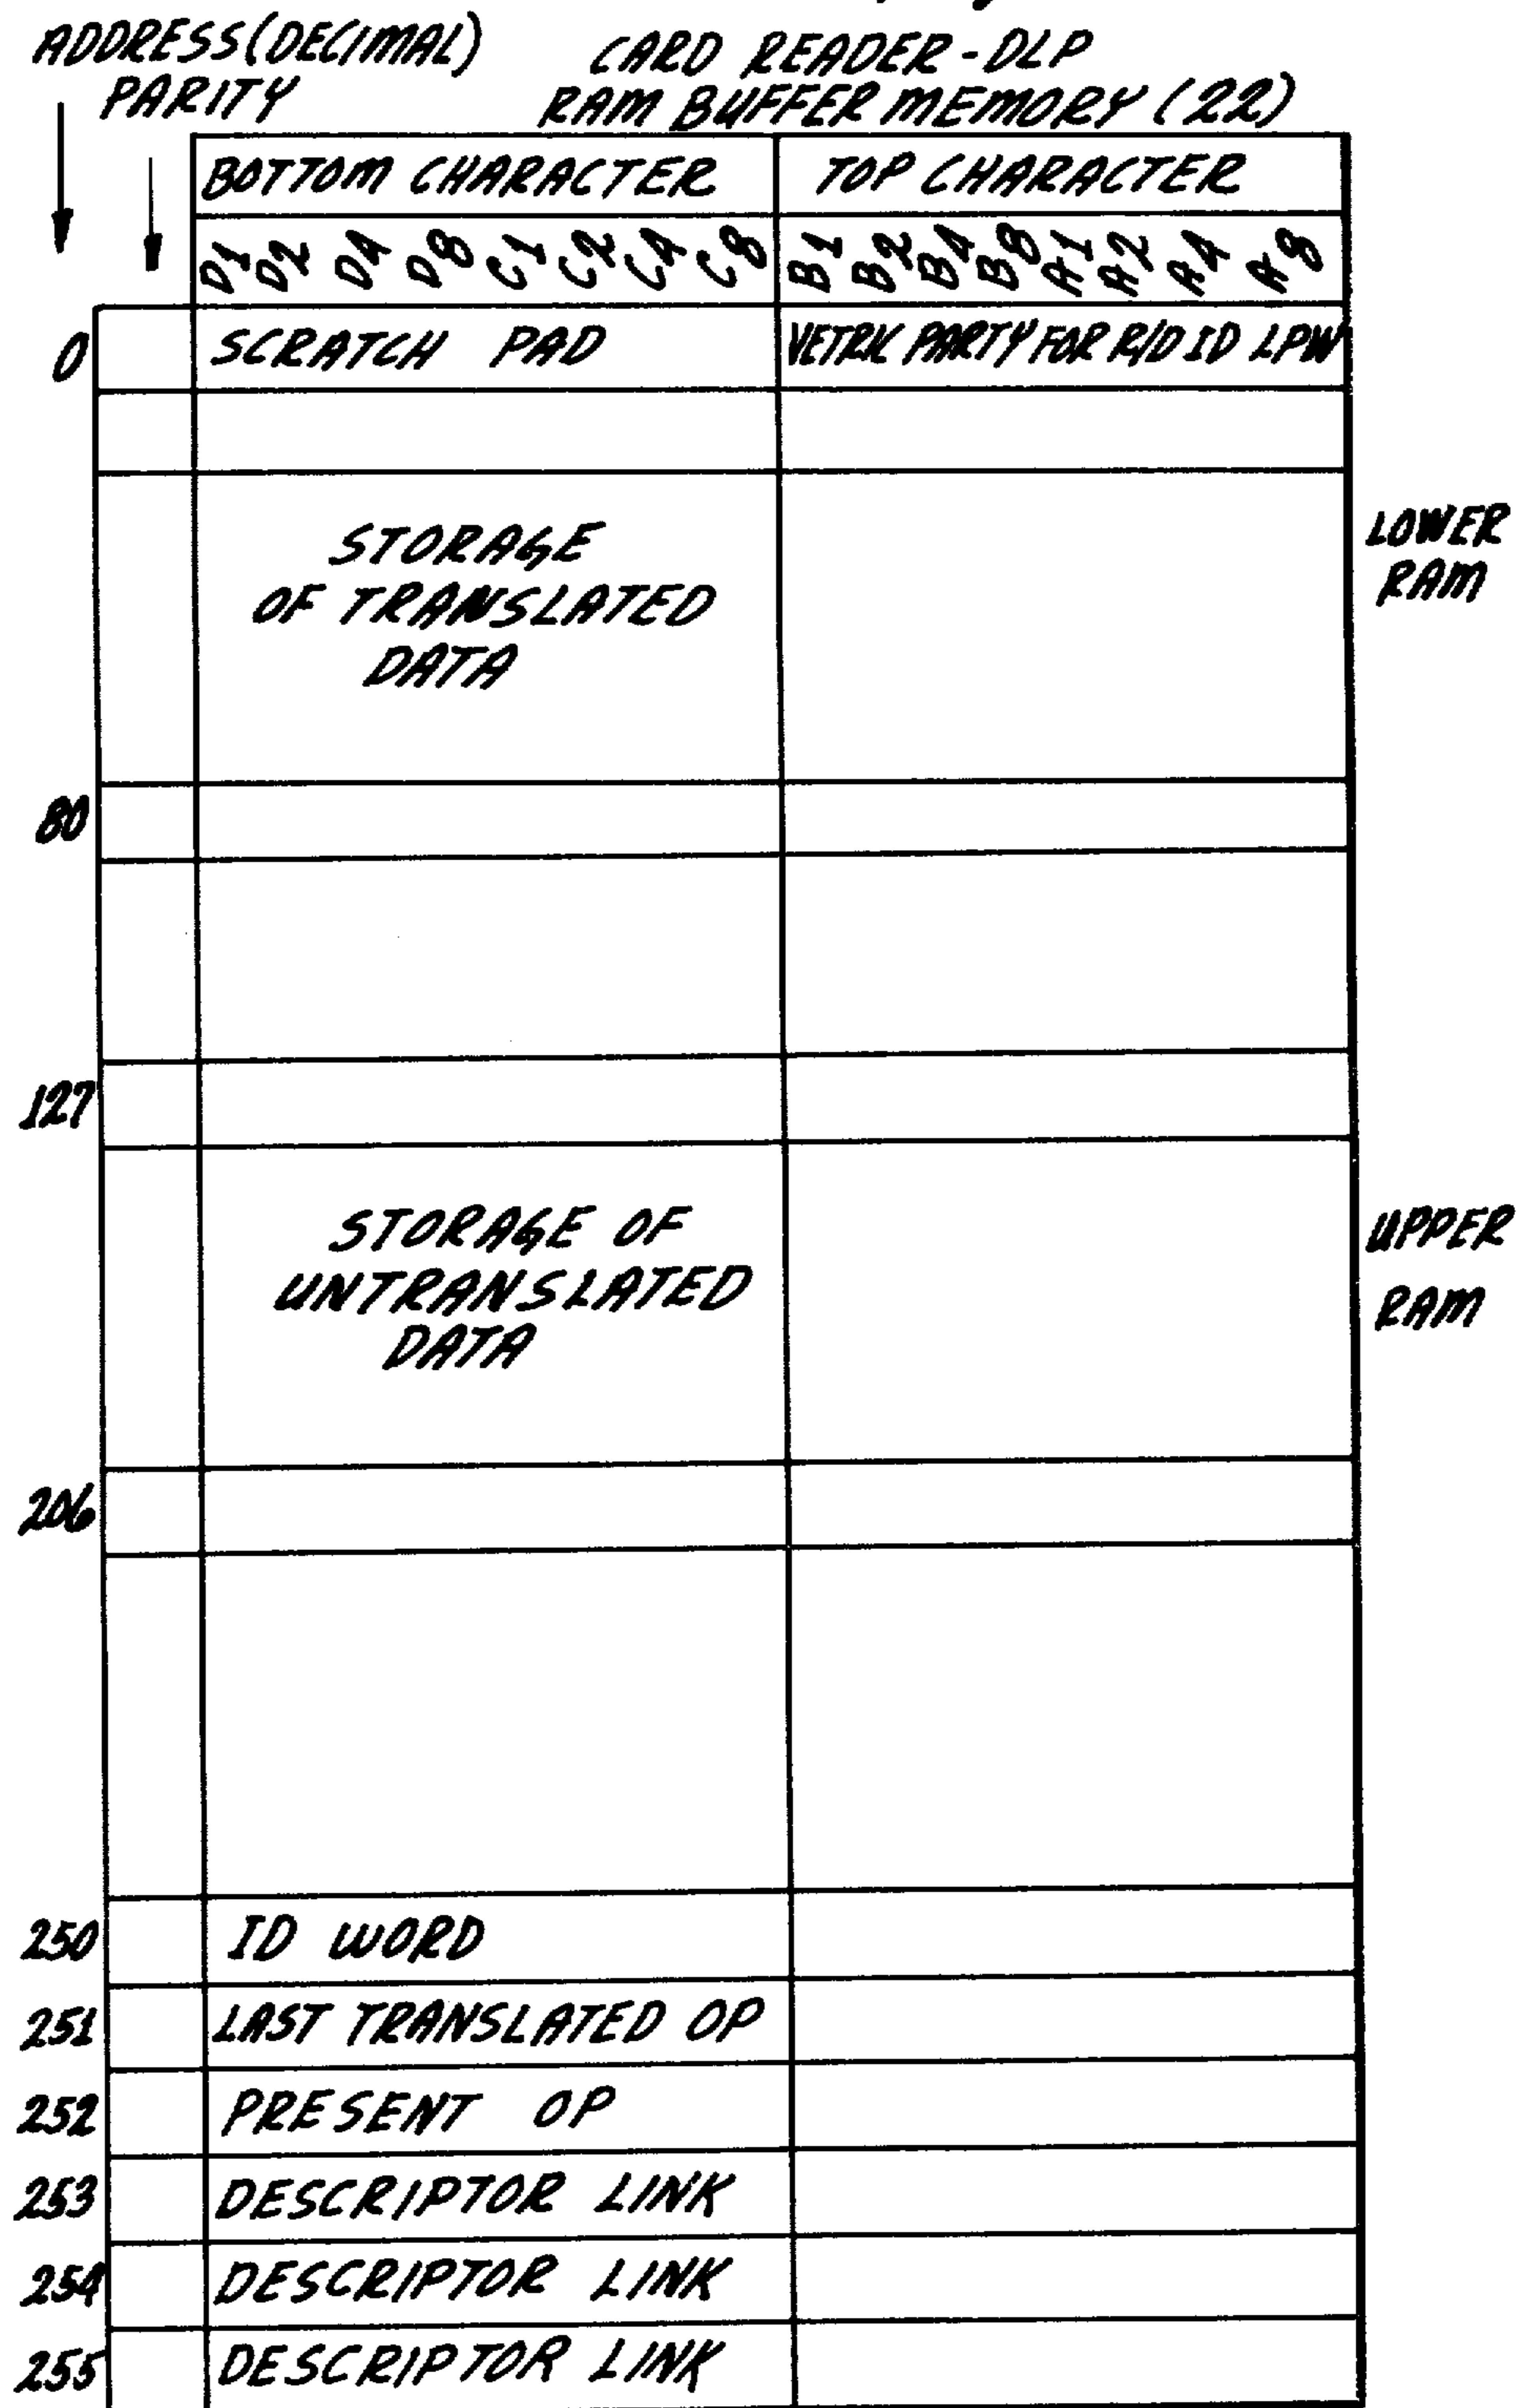 ADDRESS(DECIMAL)
PARITY
CARD READER-DLP
RAM BUFFER MEMORY (22)
BOTTOM CHARACTER TOP CHARACTER
D1 D2 D4 D8 C1 C2 C4 C8 B1 B2 B4 B8 A1 A2 A4 A8
0 SCRATCH PAD VETRIC PARTY FOR R/D ID LPW
STORAGE
OF TRANSLATED
DATA
LOWER
RAM
80
127
STORAGE OF
UNTRANSLATED
DATA
UPPER
RAM
206
250 ID WORD
251 LAST TRANSLATED OP
252 PRESENT OP
253 DESCRIPTOR LINK
254 DESCRIPTOR LINK
255 DESCRIPTOR LINK